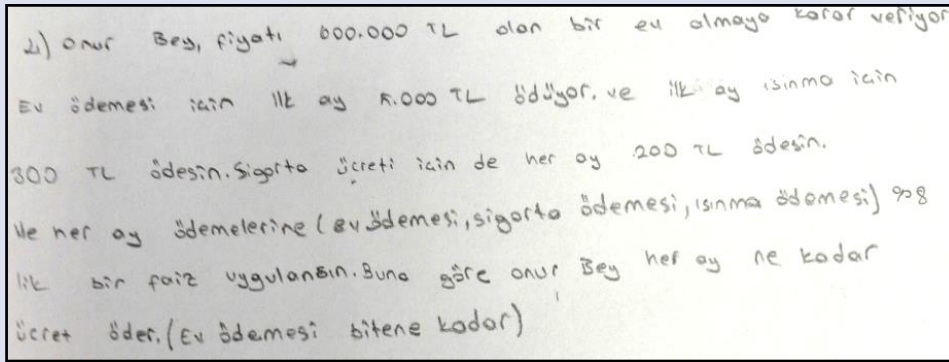 2) Onur Bey, fiyatı 600.000 TL olan bir ev almaya karar veriyor
Ev ödemesi için ilk ay 5.000 TL ödüyor. ve ilk ay ısınma için
300 TL ödesin. Sigorta ücreti için de her ay 200 TL ödesin.
Ve her ay ödemelerine (ev ödemesi, sigorta ödemesi, ısınma ödemesi) %8
lik bir faiz uygulansın. Buna göre onur Bey her ay ne kadar
ücret öder. (Ev ödemesi bitene kadar)